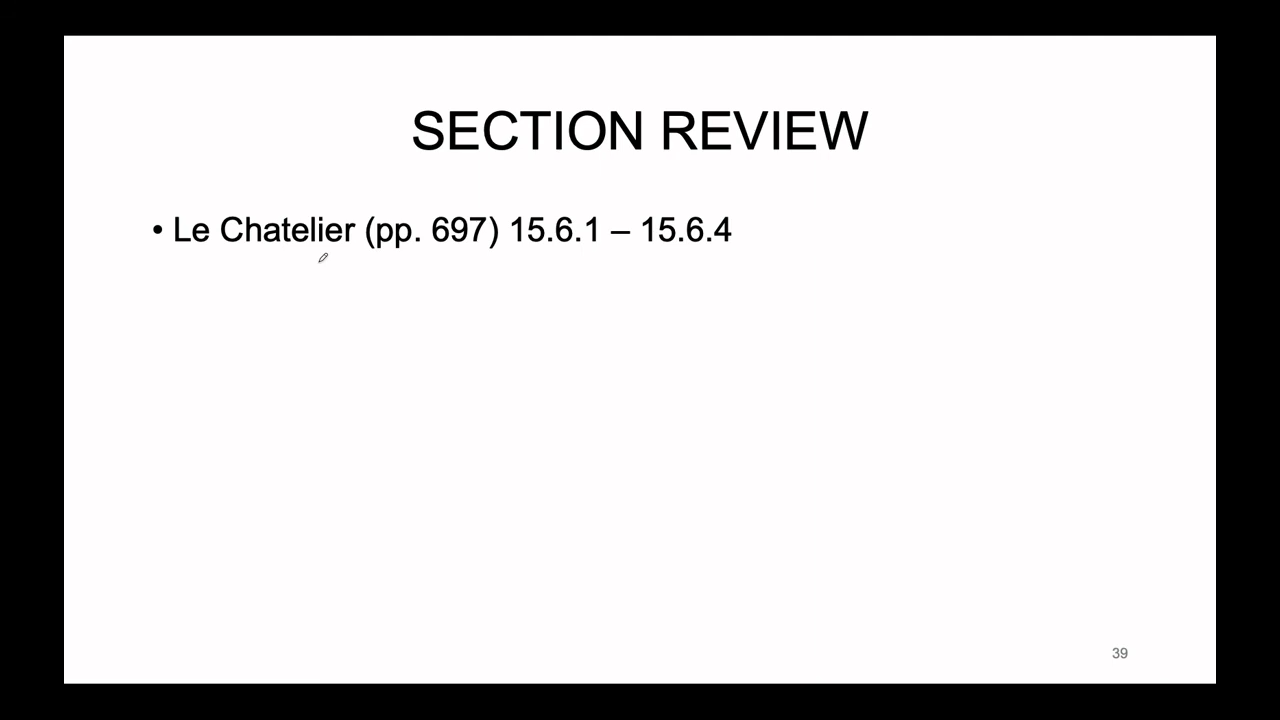 SECTION REVIEW
• Le Chatelier (pp. 697) 15.6.1 – 15.6.4
39